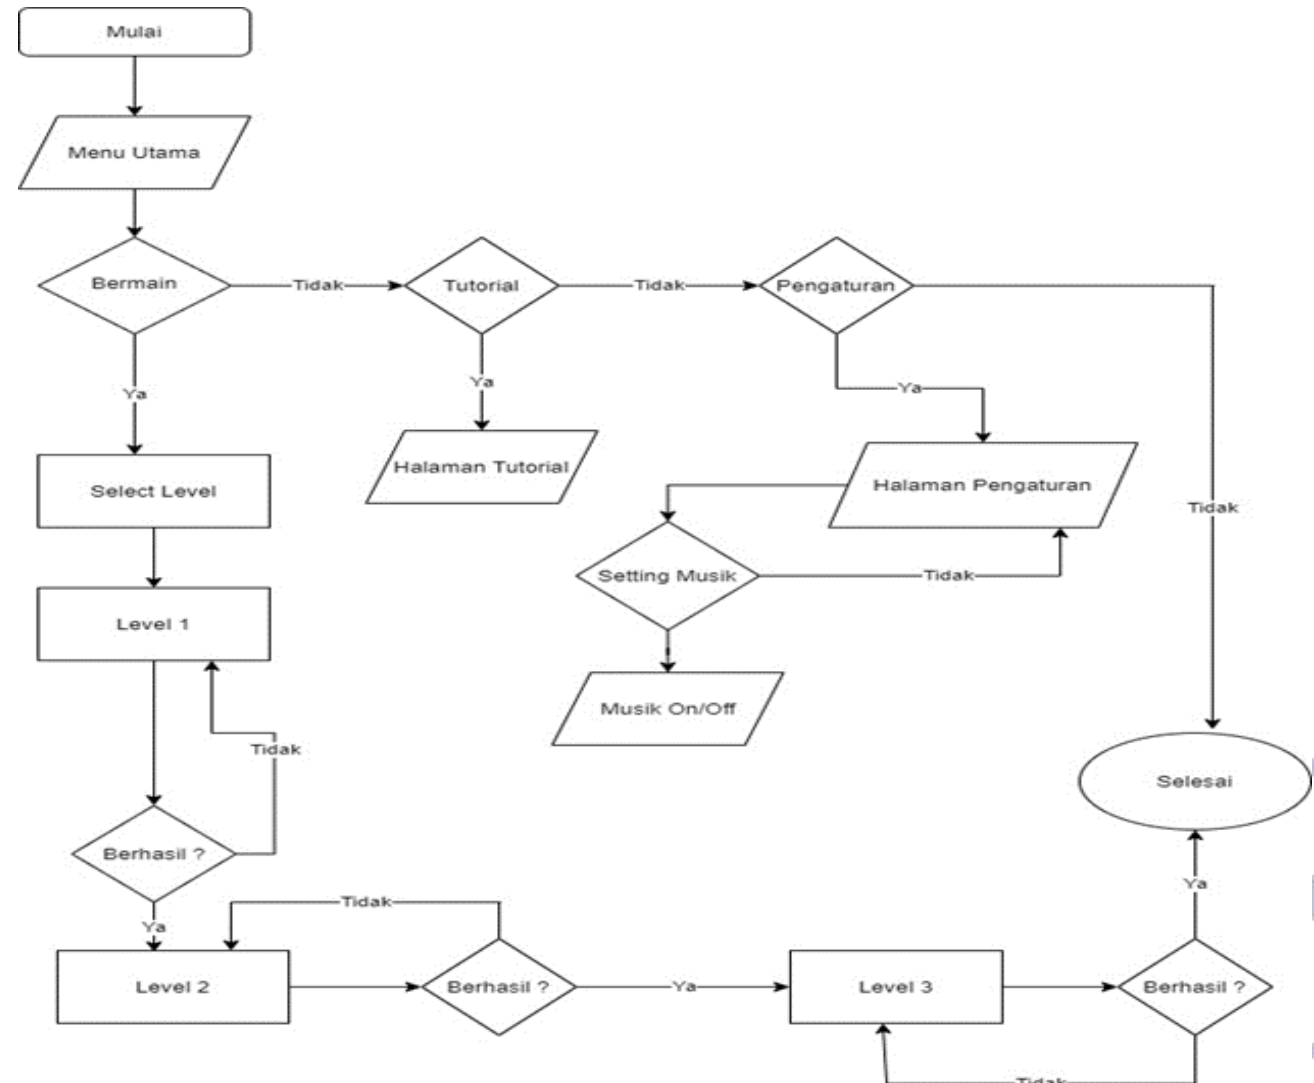 Mulai
Menu Utama
Bermain
Tidak
Tutorial
Tidak
Pengaturan
Ya
Ya
Ya
Halaman Tutorial
Halaman Pengaturan
Select Level
Tidak
Setting Musik
Tidak
Level 1
Musik On/Off
Tidak
Selesai
Berhasil ?
Ya
Ya
Tidak
Level 2
Berhasil ?
Ya
Level 3
Berhasil ?
Tidak